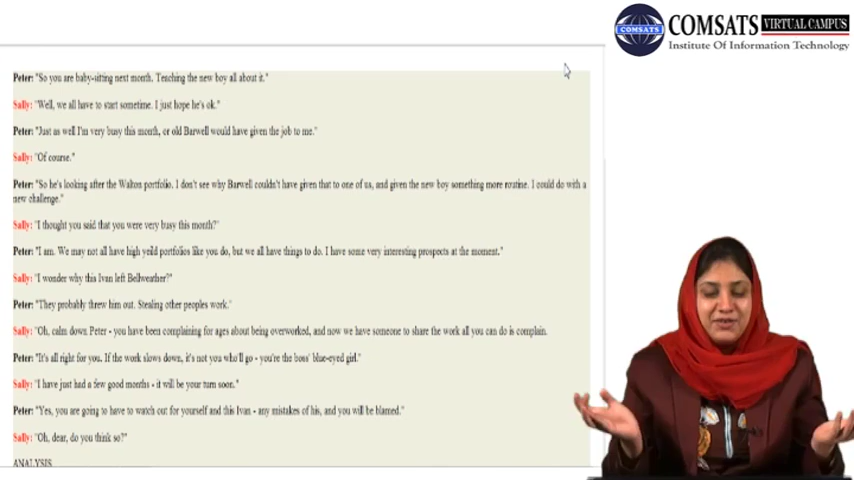 COMSATS VIRTUAL CAMPUS
COMSATS
Institute Of Information Technology
Peter: "So you are baby-sitting next month. Teaching the new boy all about it."
Sally: "Well, we all have to start sometime. I just hope he's ok."
Peter: "Just as well I'm very busy this month, or old Barwell would have given the job to me."
Sally: "Of course."
Peter: "So he's looking after the Walton portfolio. I don't see why Barwell couldn't have given that to one of us, and given the new boy something more routine. I could do with a
new challenge."
Sally: "I thought you said that you were very busy this month?"
Peter: "I am. We may not all have high yeild portfolios like you do, but we all have things to do. I have some very interesting prospects at the moment."
Sally: "I wonder why this Ivan left Bellweather?"
Peter: "They probably threw him out. Stealing other peoples work."
Sally: "Oh, calm down Peter - you have been complaining for ages about being overworked, and now we have someone to share the work all you can do is complain.
Peter: "It's all right for you. If the work slows down, it's not you who'll go - you're the boss' blue-eyed girl."
Sally: "I have just had a few good months - it will be your turn soon."
Peter: "Yes, you are going to have to watch out for yourself and this Ivan - any mistakes of his, and you will be blamed."
Sally: "Oh, dear, do you think so?"
ANALYSIS